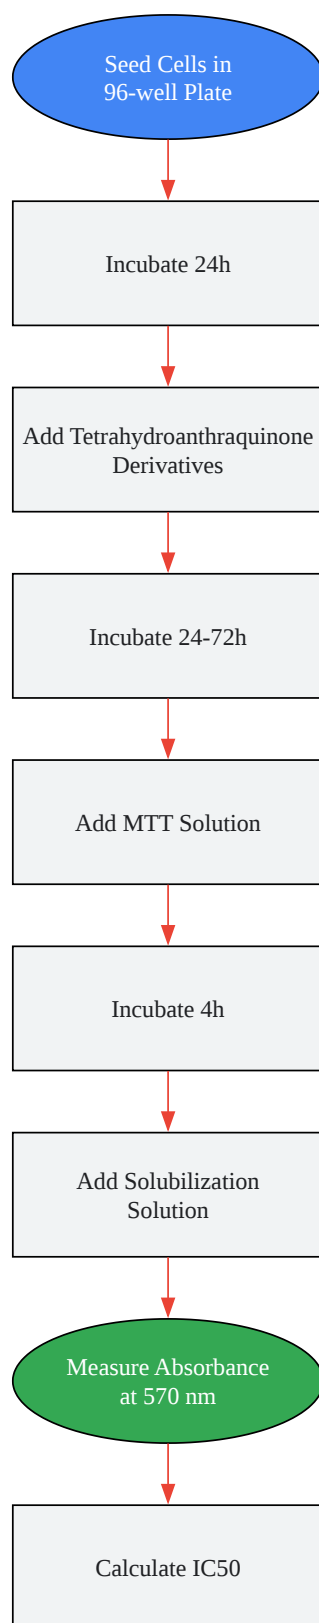 Seed Cells in
96-well Plate
Incubate 24h
Add Tetrahydroanthraquinone
Derivatives
Incubate 24-72h
Add MTT Solution
Incubate 4h
Add Solubilization
Solution
Measure Absorbance
at 570 nm
Calculate IC50